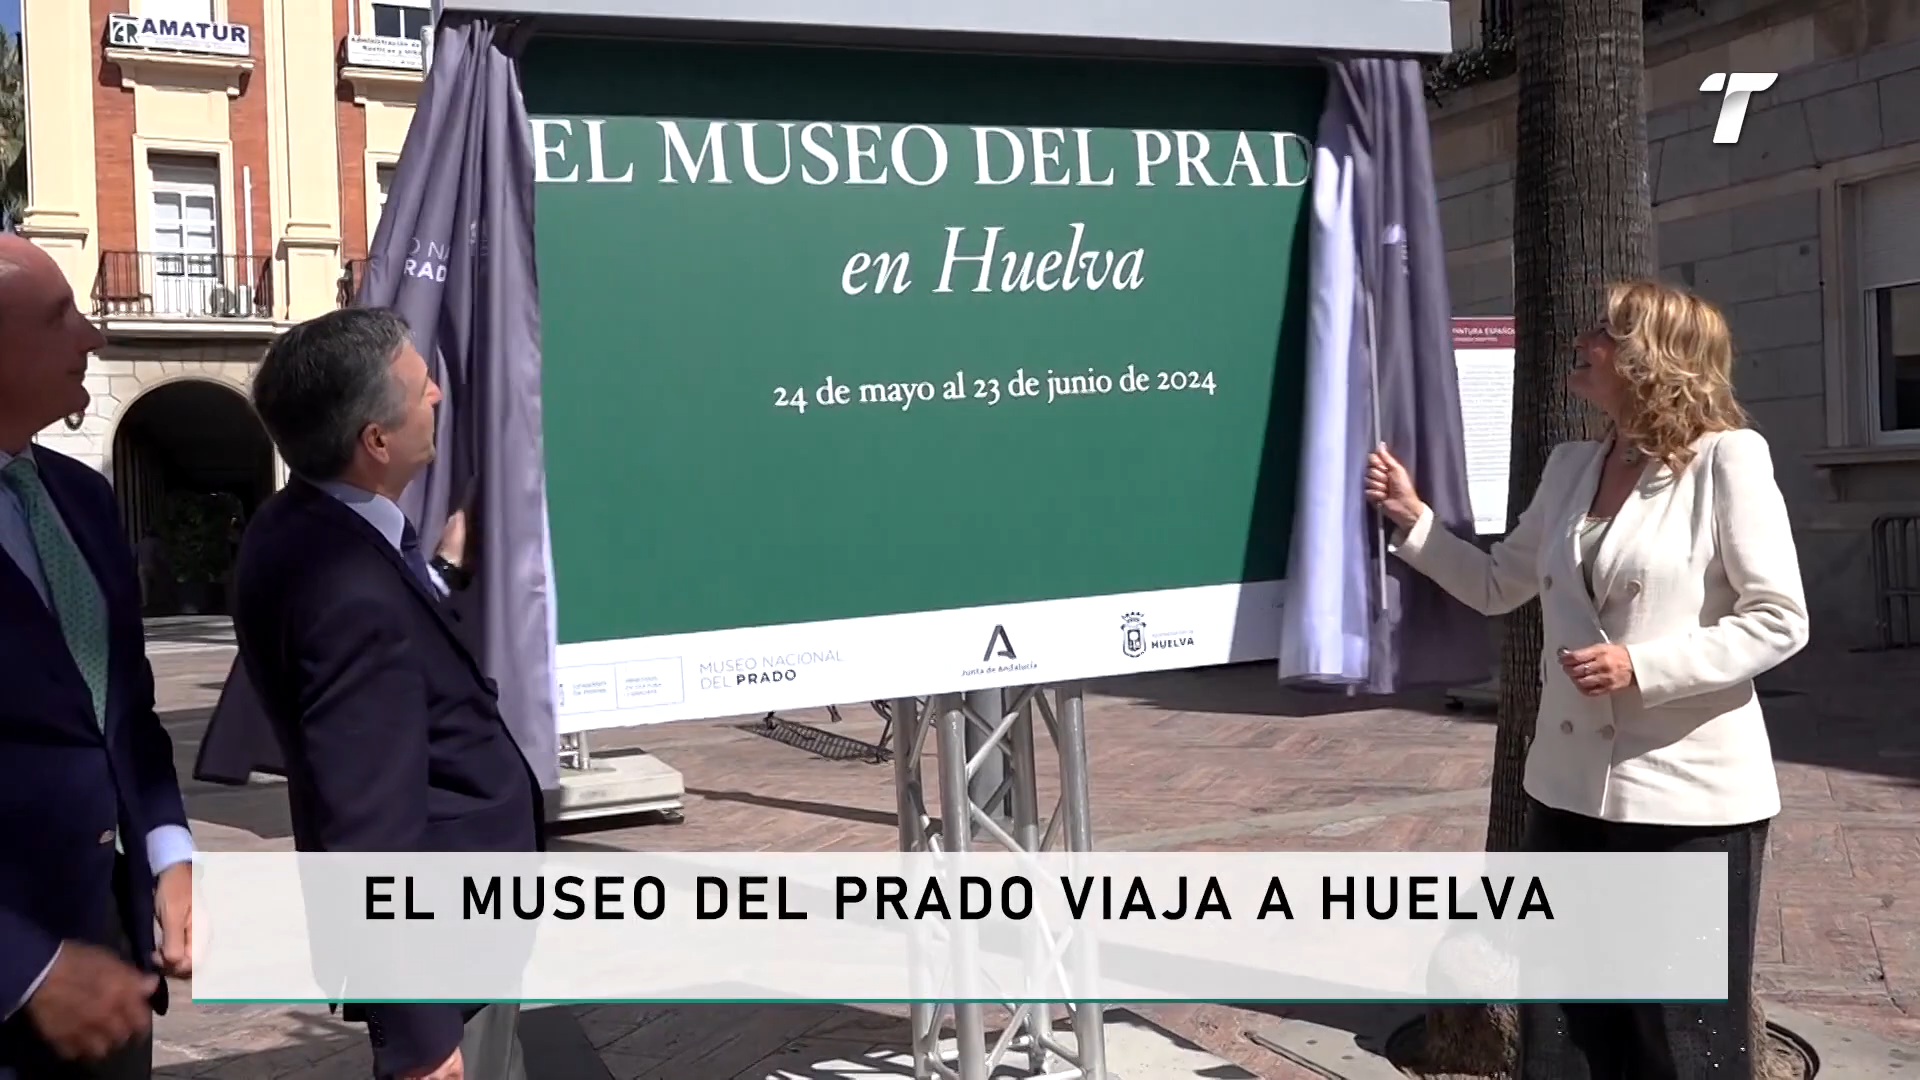 AMATUR
EL MUSEO DEL PRAD
en Huelva
24 de mayo al 23 de junio de 2024
MUSEO NACIONAL
DEL PRADO
Junta de Andalucía
HUELVA
RAD
EL MUSEO DEL PRADO VIAJA A HUELVA